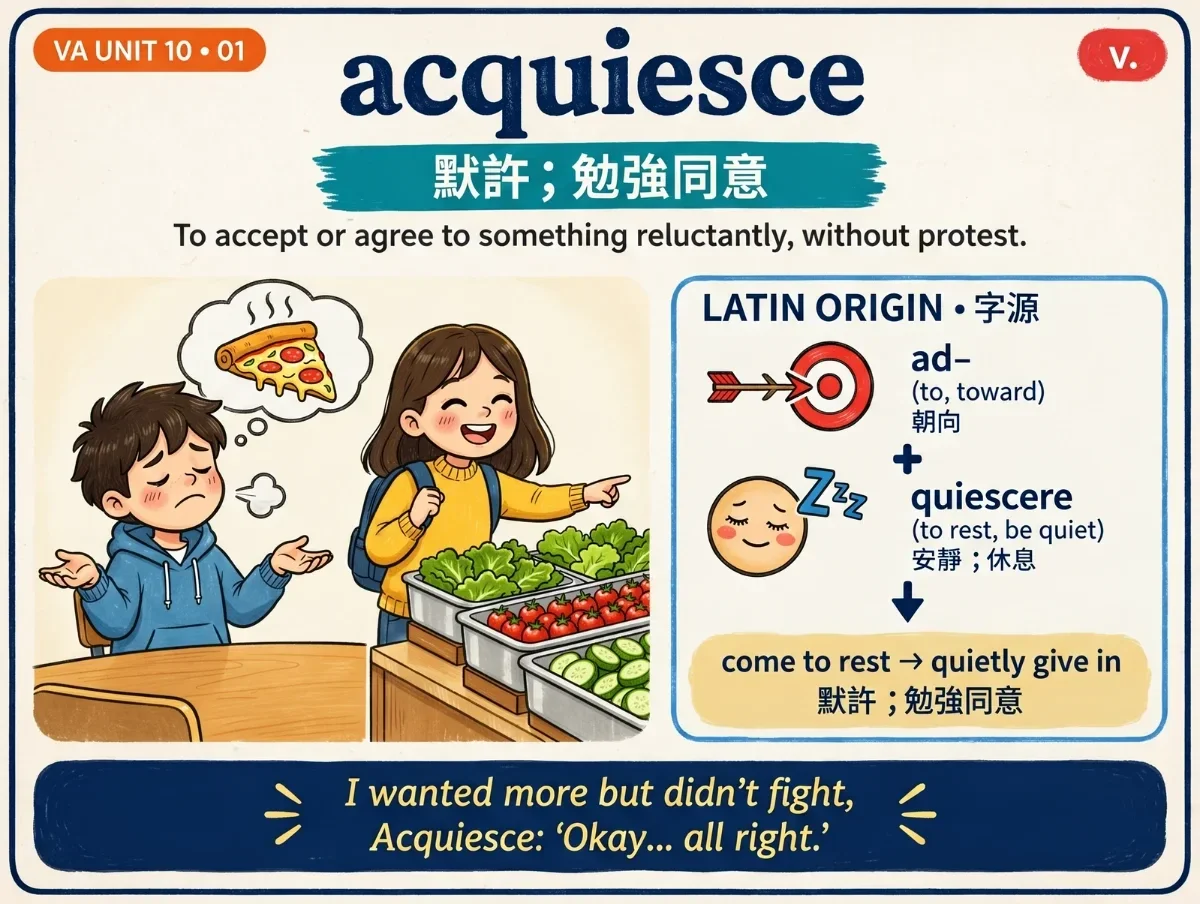 VA UNIT 10 • 01
v.
acquiesce
默許；勉強同意
To accept or agree to something reluctantly, without protest.
LATIN ORIGIN • 字源
ad–
(to, toward)
朝向
+
Zzz
quiescere
(to rest, be quiet)
安靜；休息
come to rest → quietly give in
默許；勉強同意
I wanted more but didn’t fight,
Acquiesce: ‘Okay... all right.’